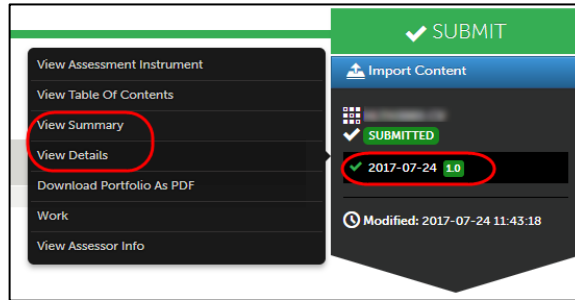 SUBMIT
Import Content
SUBMITTED
2017-07-24 1.0
Modified: 2017-07-24 11:43:18
View Assessment Instrument
View Table Of Contents
View Summary
View Details
Download Portfolio As PDF
Work
View Assessor Info